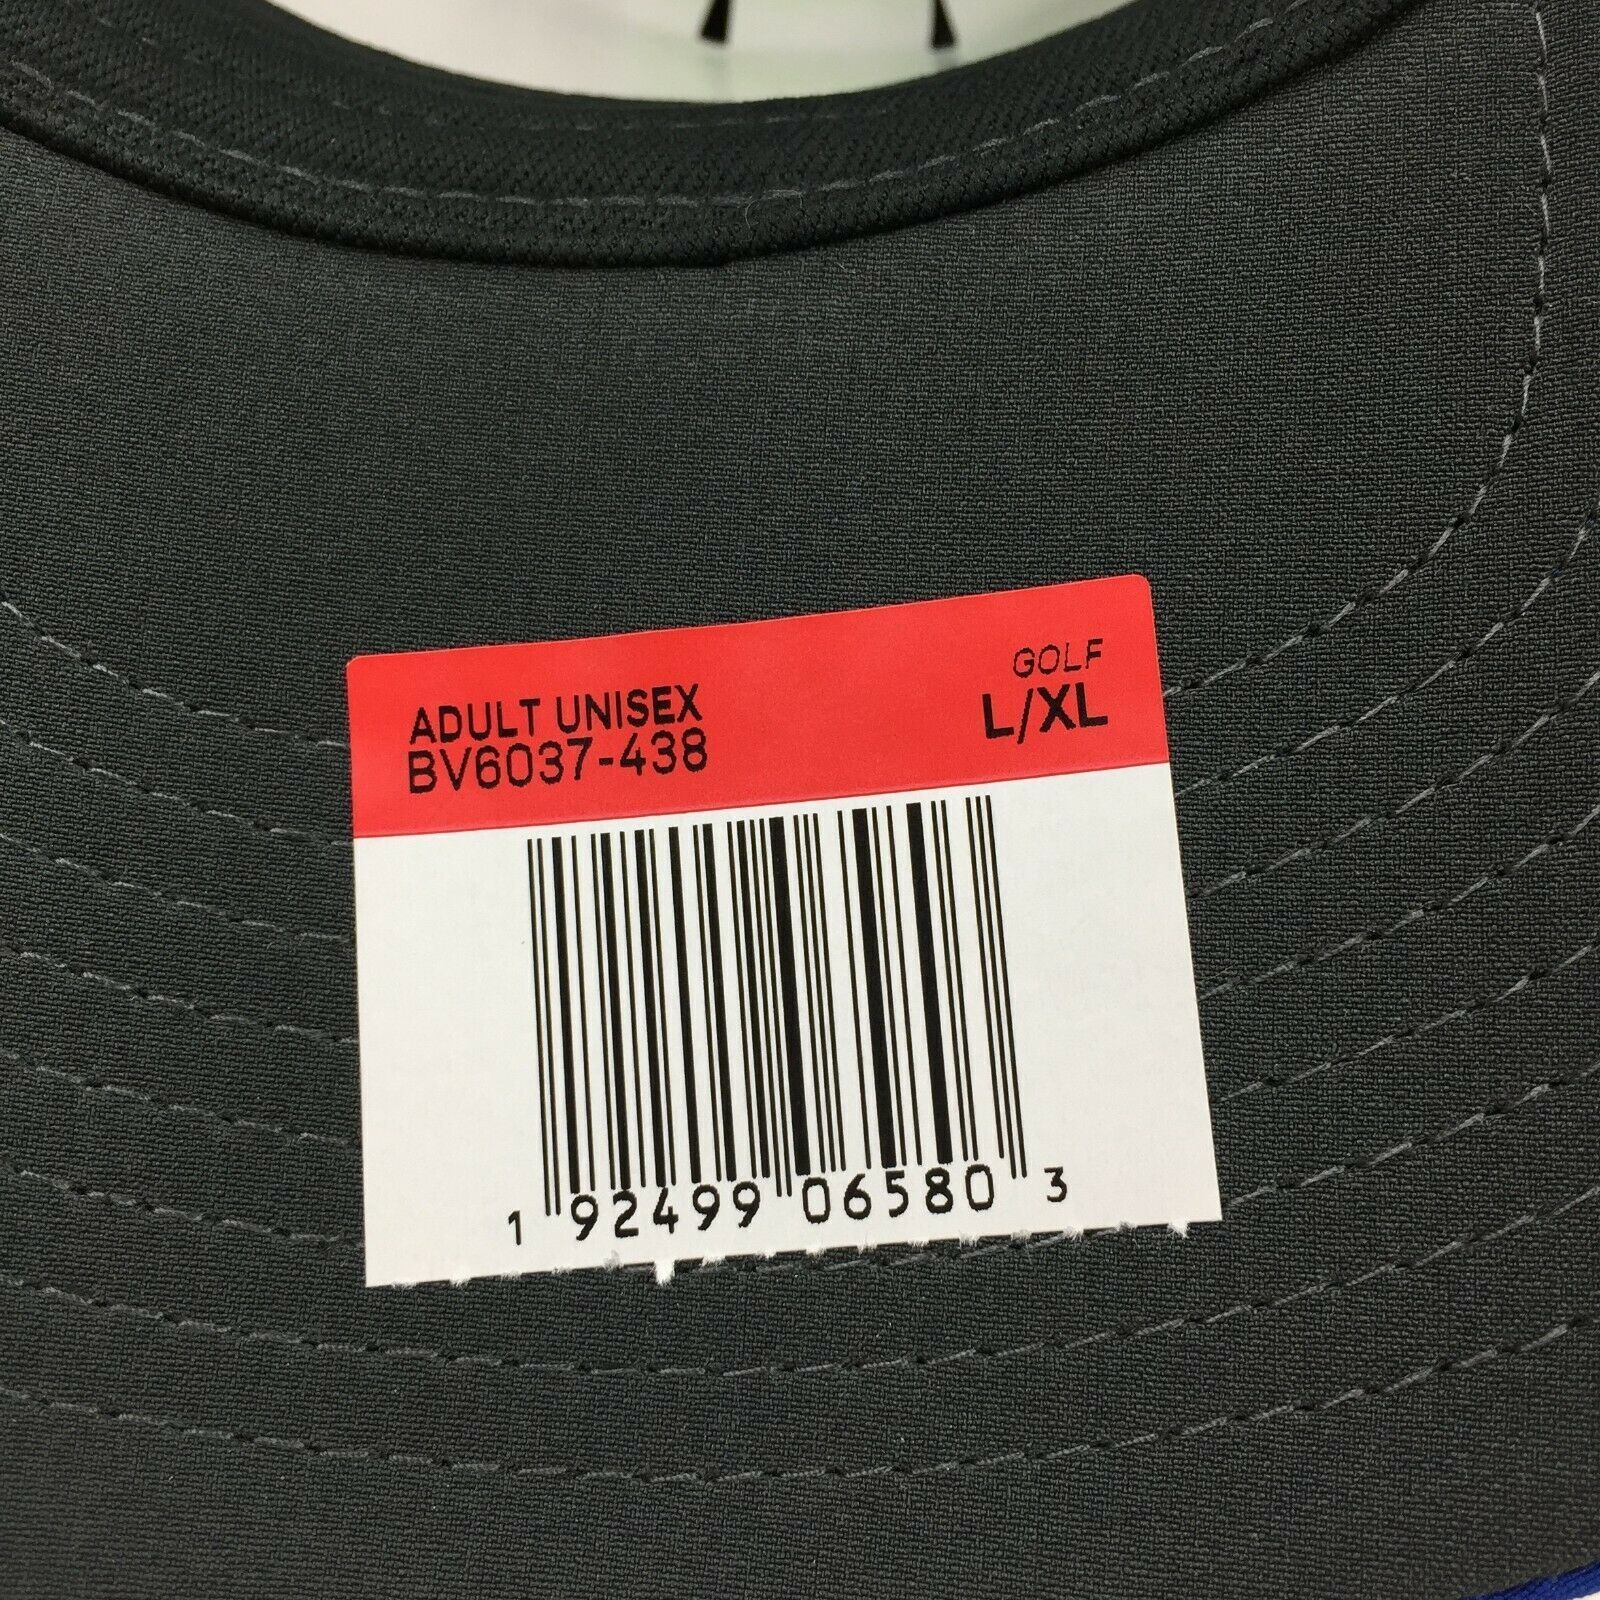 ADULT UNISEX
BV6037-438
GOLF
L/XL
1 92499 06580 3